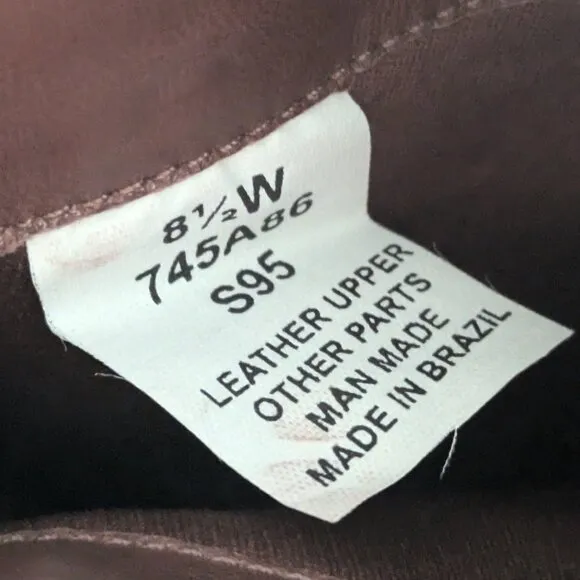 8½W
745A86
S95
LEATHER UPPER
OTHER PARTS
MAN MADE
MADE IN BRAZIL